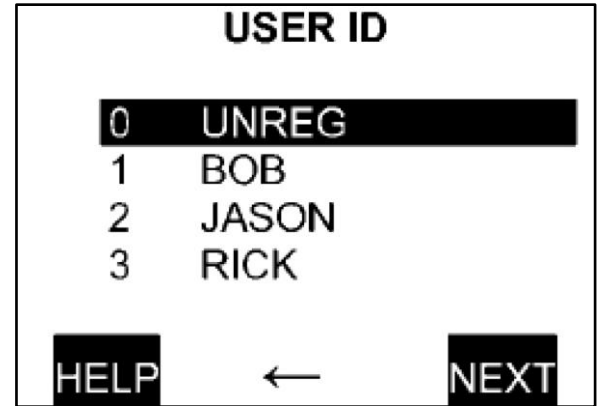 USER ID
0 UNREG
1 BOB
2 JASON
3 RICK
HELP ← NEXT